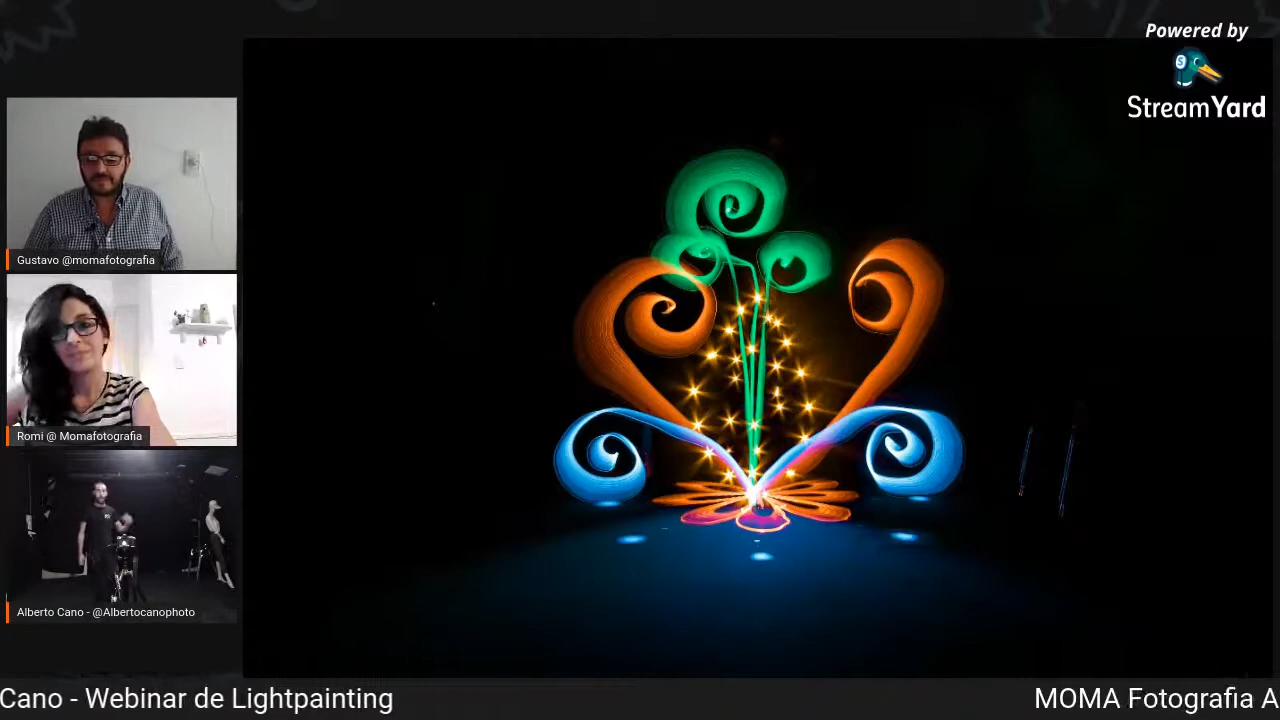 Powered by
StreamYard
Gustavo @momafotografia
Romi @ Momafotografia
Alberto Cano - @Albertocanophoto
Cano - Webinar de Lightpainting
MOMA Fotografia A